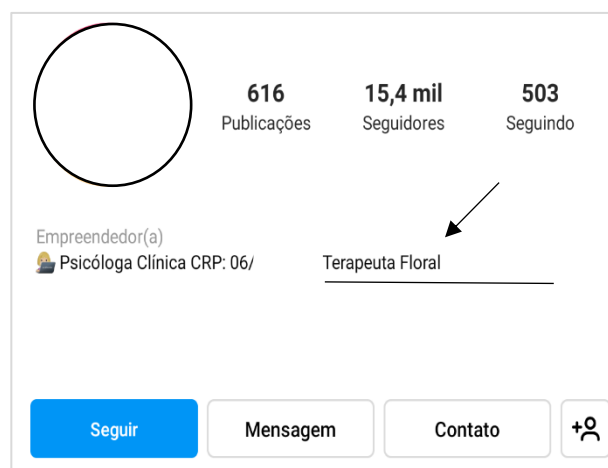 616 15,4 mil 503
Publicações Seguidores Seguindo
Empreendedor(a)
Psicóloga Clínica CRP: 06/ Terapeuta Floral
Seguir Mensagem Contato